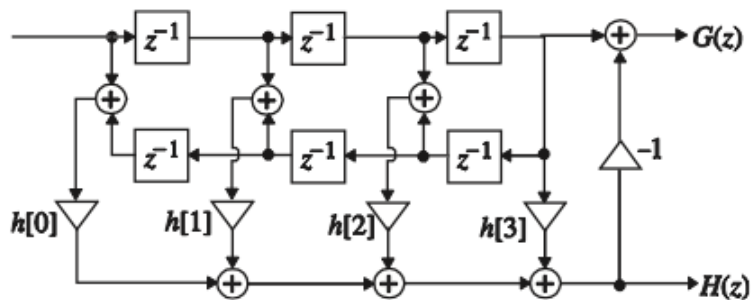 z⁻¹ z⁻¹ z⁻¹ + G(z)
+ + +
z⁻¹ z⁻¹ z⁻¹ –1
h[0] h[1] h[2] h[3]
+ + + H(z)